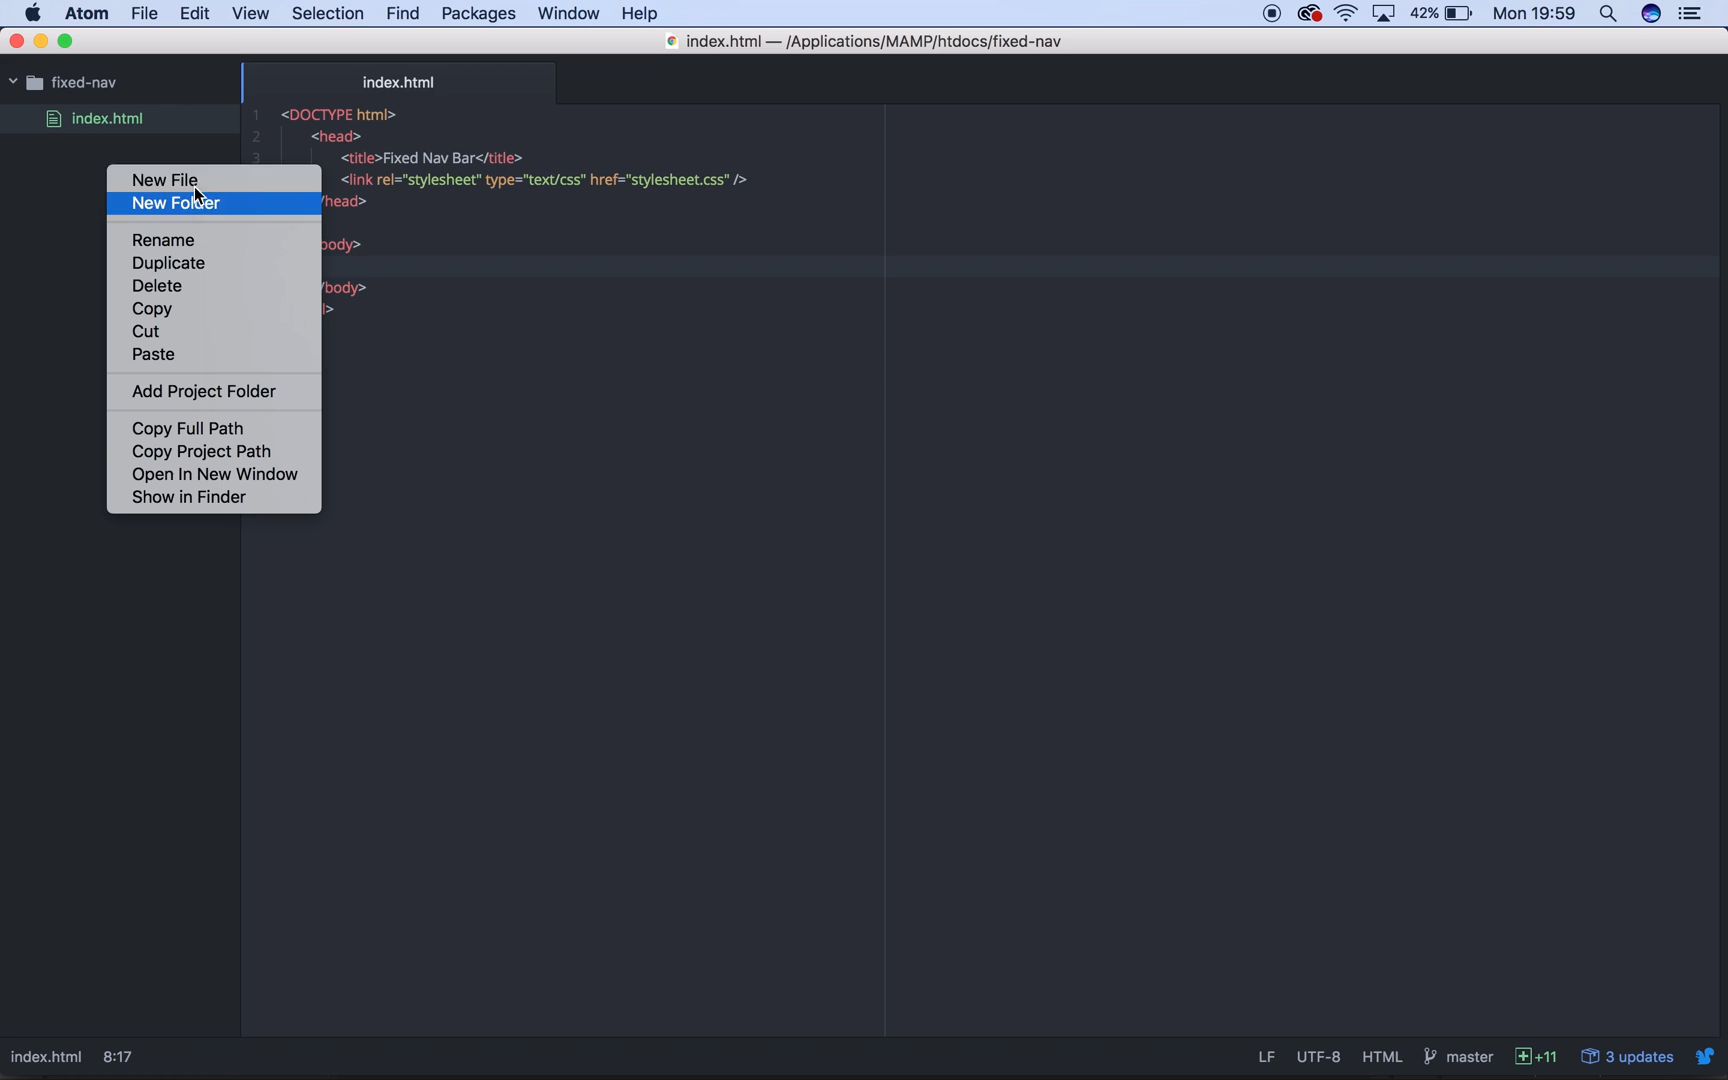 Atom File Edit View Selection Find Packages Window Help 42% Mon 19:59
index.html — /Applications/MAMP/htdocs/fixed-nav
fixed-nav
index.html
index.html
1 <DOCTYPE html>
2 <head>
3 <title>Fixed Nav Bar</title>
<link rel="stylesheet" type="text/css" href="stylesheet.css" />
/head>
body>
/body>
l>
New File
New Folder
Rename
Duplicate
Delete
Copy
Cut
Paste
Add Project Folder
Copy Full Path
Copy Project Path
Open In New Window
Show in Finder
index.html 8:17 LF UTF-8 HTML master +11 3 updates